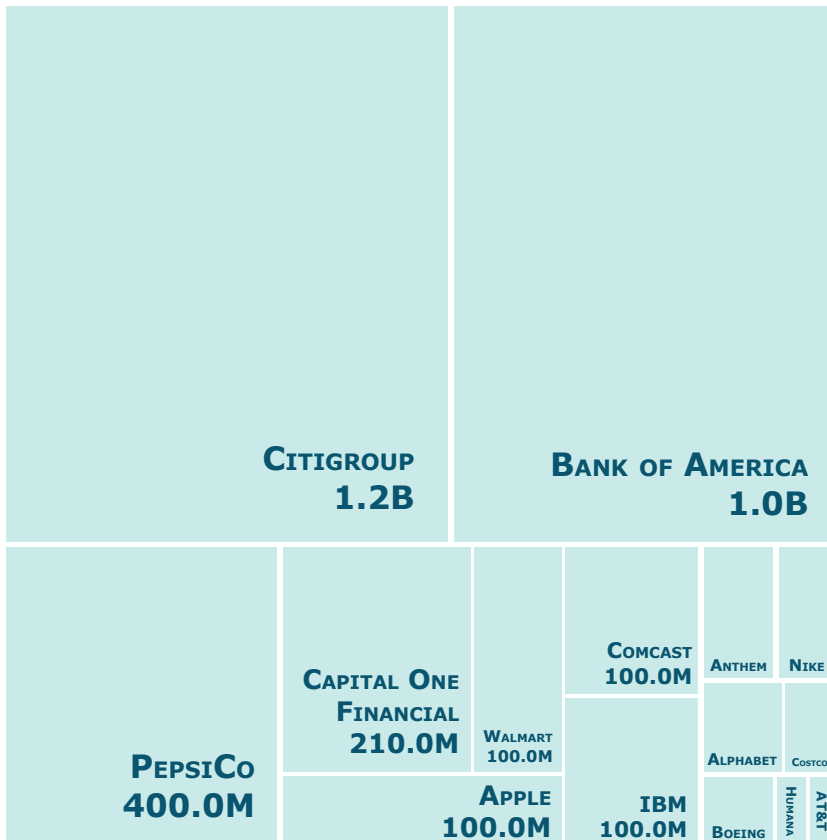 Citigroup
1.2B
Bank of America
1.0B
PepsiCo
400.0M
Capital One
Financial
210.0M
Walmart
100.0M
Apple
100.0M
Comcast
100.0M
IBM
100.0M
Anthem
Nike
Alphabet
Costco
Boeing
Humana
AT&T